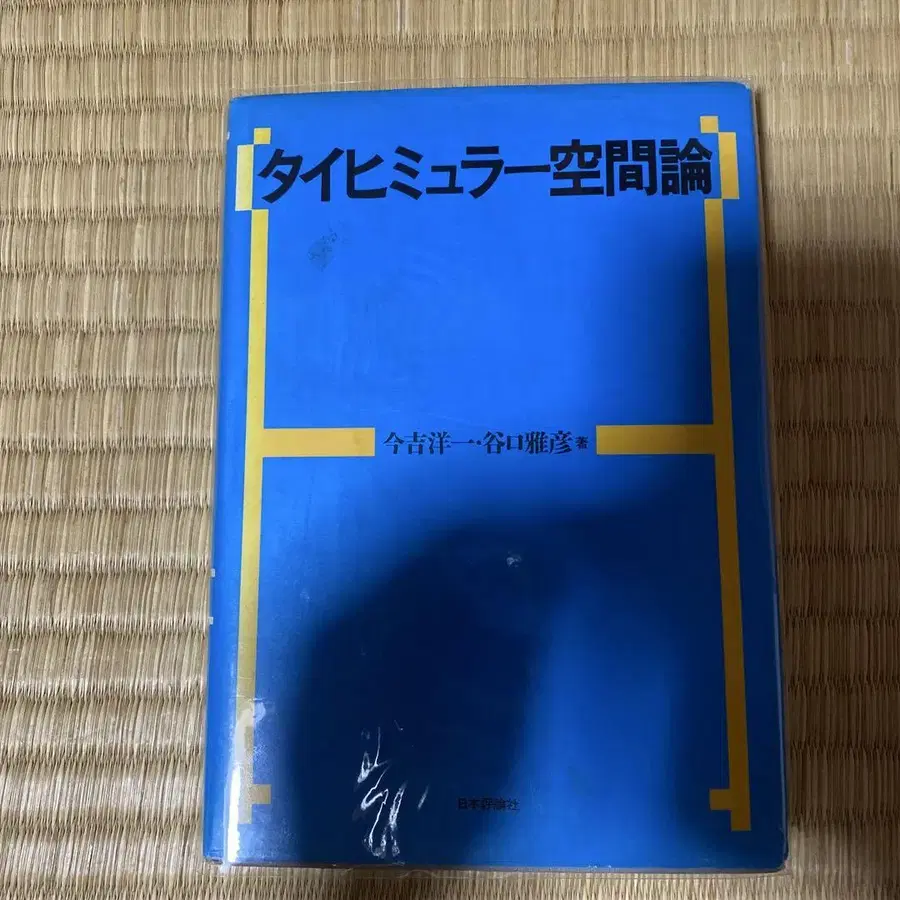 タイヒミュラー空間論
今吉洋一・谷口雅彦 著
日本評論社